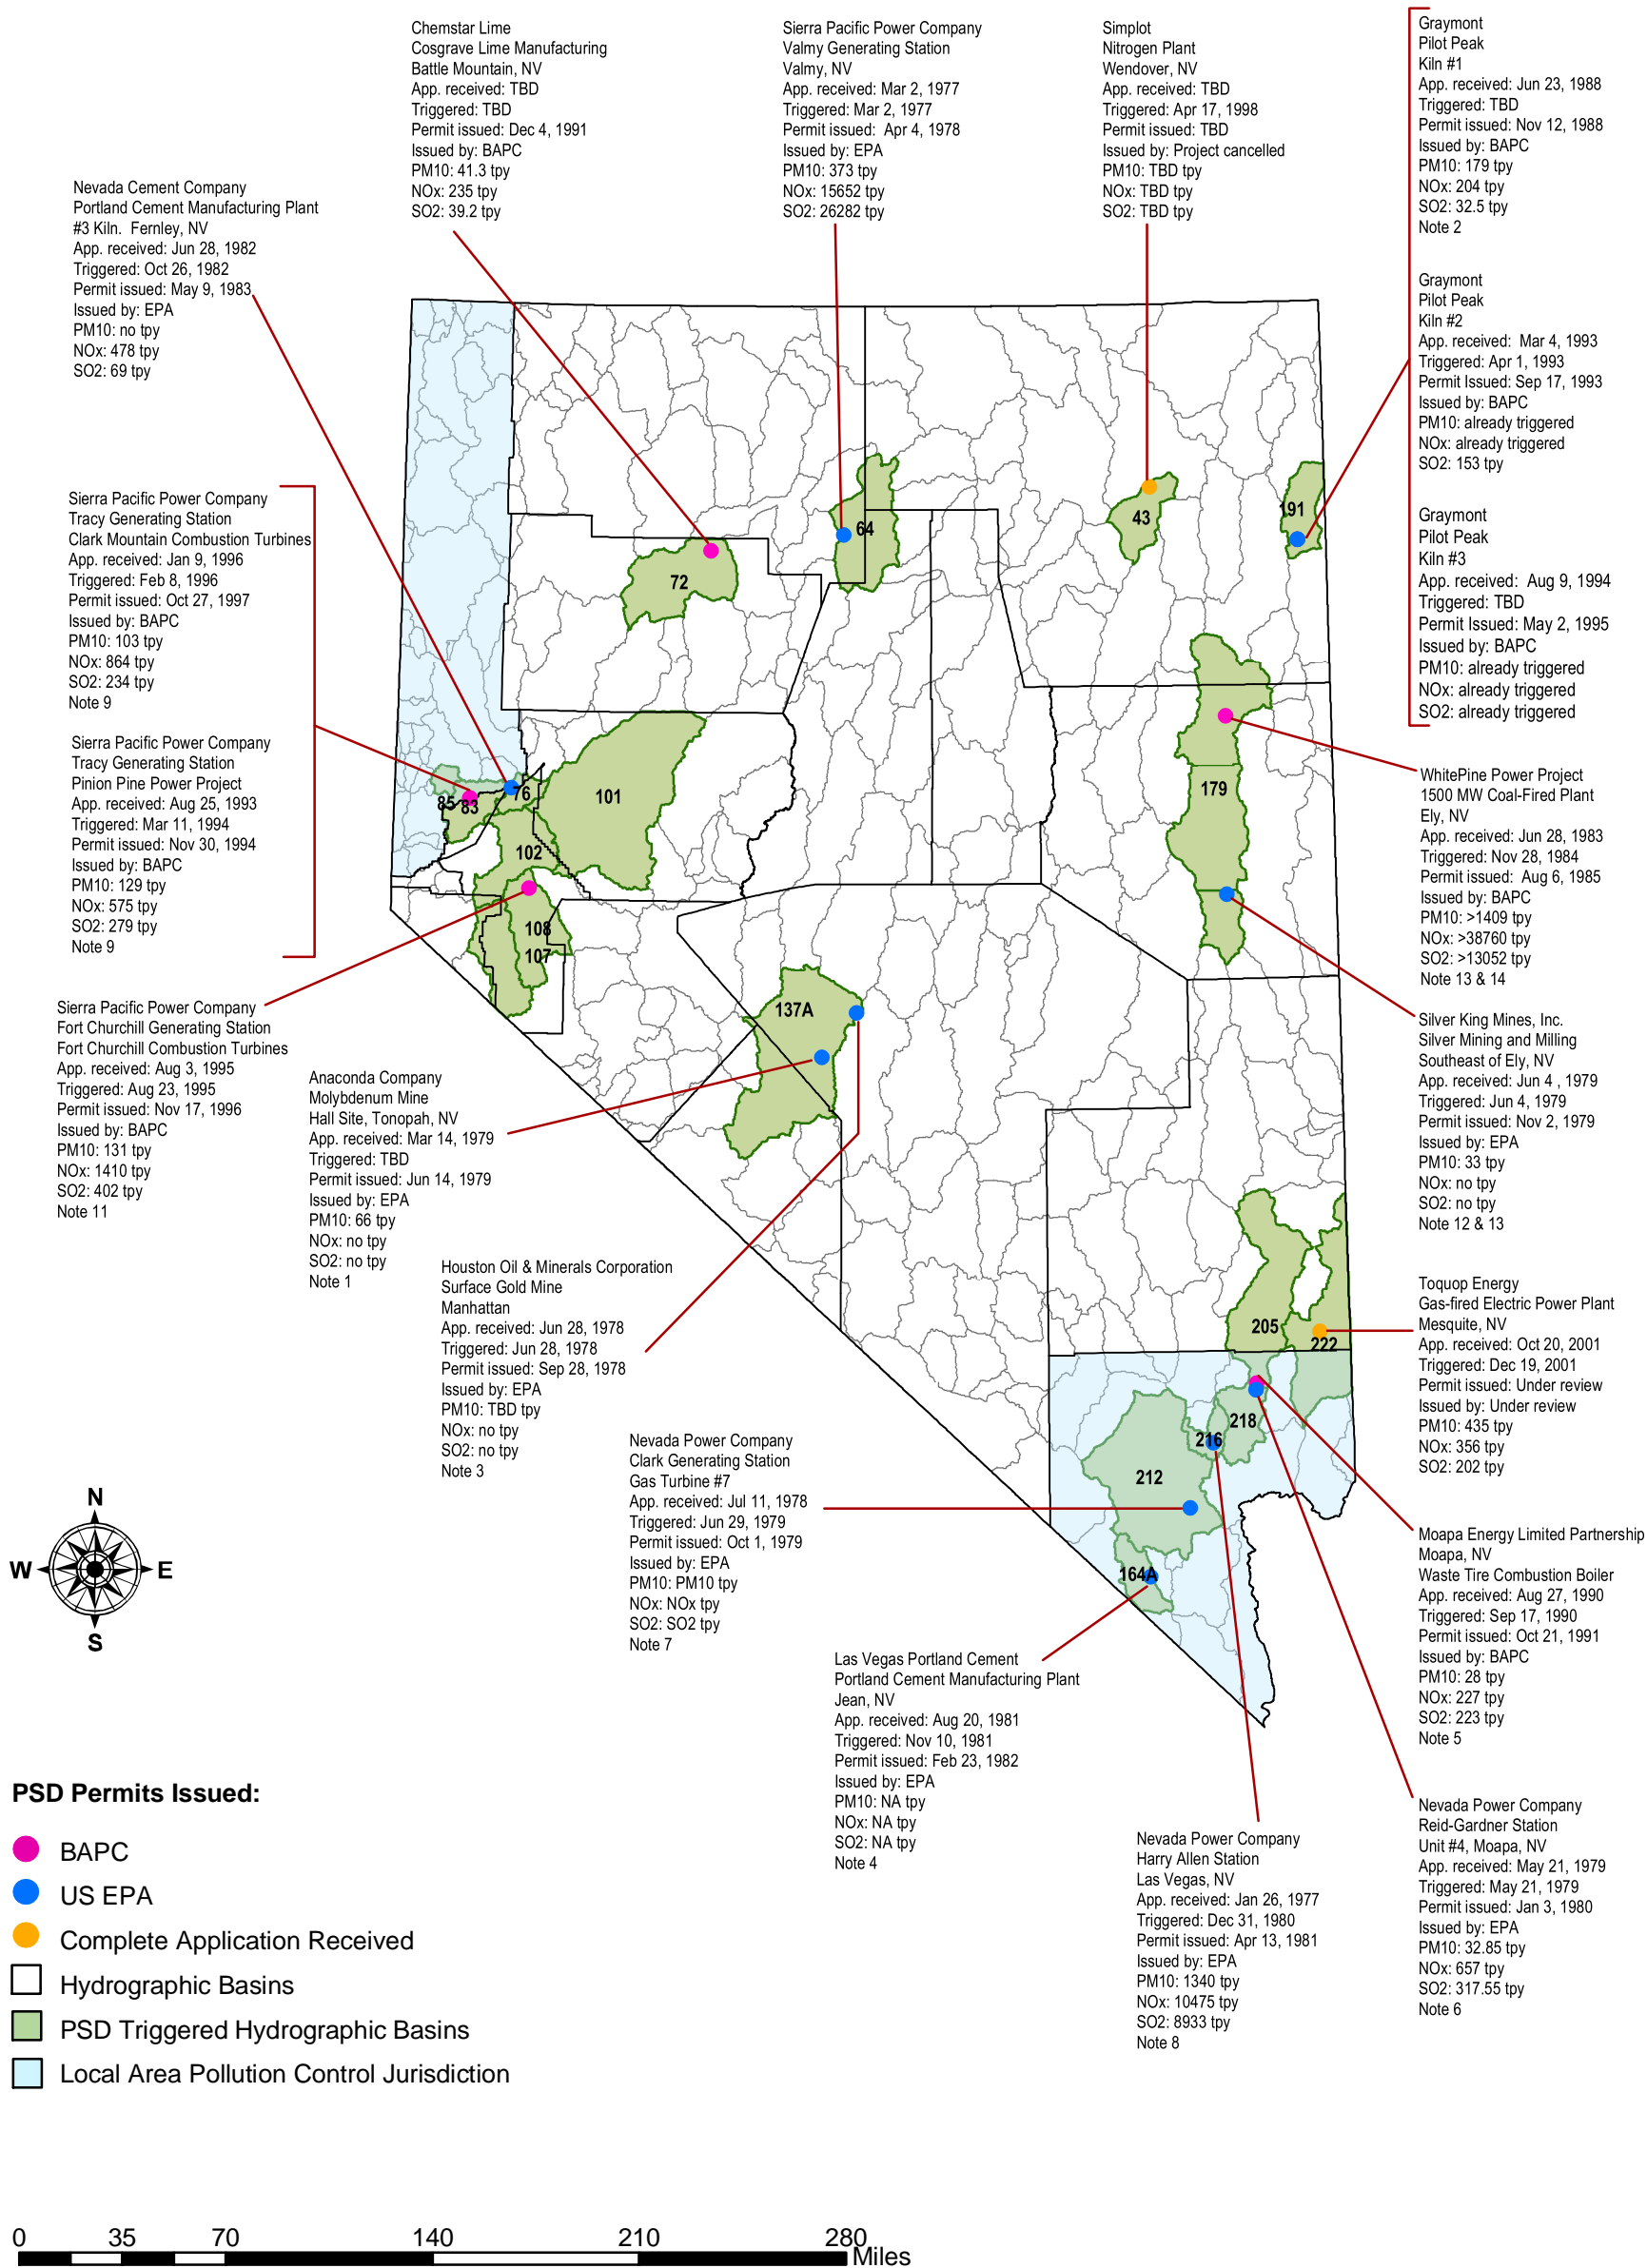 Chemstar Lime
Cosgrave Lime Manufacturing
Battle Mountain, NV
App. received: TBD
Triggered: TBD
Permit issued: Dec 4, 1991
Issued by: BAPC
PM10: 41.3 tpy
NOx: 235 tpy
SO2: 39.2 tpy
Sierra Pacific Power Company
Valmy Generating Station
Valmy, NV
App. received: Mar 2, 1977
Triggered: Mar 2, 1977
Permit issued:  Apr 4, 1978
Issued by: EPA
PM10: 373 tpy
NOx: 15652 tpy
SO2: 26282 tpy
Simplot
Nitrogen Plant
Wendover, NV
App. received: TBD
Triggered: Apr 17, 1998
Permit issued: TBD
Issued by: Project cancelled
PM10: TBD tpy
NOx: TBD tpy
SO2: TBD tpy
Graymont
Pilot Peak
Kiln #1
App. received: Jun 23, 1988
Triggered: TBD
Permit issued: Nov 12, 1988
Issued by: BAPC
PM10: 179 tpy
NOx: 204 tpy
SO2: 32.5 tpy
Note 2
Graymont
Pilot Peak
Kiln #2
App. received:  Mar 4, 1993
Triggered: Apr 1, 1993
Permit Issued: Sep 17, 1993
Issued by: BAPC
PM10: already triggered
NOx: already triggered
SO2: 153 tpy
Graymont
Pilot Peak
Kiln #3
App. received:  Aug 9, 1994
Triggered: TBD
Permit Issued: May 2, 1995
Issued by: BAPC
PM10: already triggered
NOx: already triggered
SO2: already triggered
Nevada Cement Company
Portland Cement Manufacturing Plant
#3 Kiln.  Fernley, NV
App. received: Jun 28, 1982
Triggered: Oct 26, 1982
Permit issued: May 9, 1983
Issued by: EPA
PM10: no tpy
NOx: 478 tpy
SO2: 69 tpy
Sierra Pacific Power Company
Tracy Generating Station
Clark Mountain Combustion Turbines
App. received: Jan 9, 1996
Triggered: Feb 8, 1996
Permit issued: Oct 27, 1997
Issued by: BAPC
PM10: 103 tpy
NOx: 864 tpy
SO2: 234 tpy
Note 9
Sierra Pacific Power Company
Tracy Generating Station
Pinion Pine Power Project
App. received: Aug 25, 1993
Triggered: Mar 11, 1994
Permit issued: Nov 30, 1994
Issued by: BAPC
PM10: 129 tpy
NOx: 575 tpy
SO2: 279 tpy
Note 9
Sierra Pacific Power Company
Fort Churchill Generating Station
Fort Churchill Combustion Turbines
App. received: Aug 3, 1995
Triggered: Aug 23, 1995
Permit issued: Nov 17, 1996
Issued by: BAPC
PM10: 131 tpy
NOx: 1410 tpy
SO2: 402 tpy
Note 11
Anaconda Company
Molybdenum Mine
Hall Site, Tonopah, NV
App. received: Mar 14, 1979
Triggered: TBD
Permit issued: Jun 14, 1979
Issued by: EPA
PM10: 66 tpy
NOx: no tpy
SO2: no tpy
Note 1
Houston Oil & Minerals Corporation
Surface Gold Mine
Manhattan
App. received: Jun 28, 1978
Triggered: Jun 28, 1978
Permit issued: Sep 28, 1978
Issued by: EPA
PM10: TBD tpy
NOx: no tpy
SO2: no tpy
Note 3
Nevada Power Company
Clark Generating Station
Gas Turbine #7
App. received: Jul 11, 1978
Triggered: Jun 29, 1979
Permit issued: Oct 1, 1979
Issued by: EPA
PM10: PM10 tpy
NOx: NOx tpy
SO2: SO2 tpy
Note 7
Las Vegas Portland Cement
Portland Cement Manufacturing Plant
Jean, NV
App. received: Aug 20, 1981
Triggered: Nov 10, 1981
Permit issued: Feb 23, 1982
Issued by: EPA
PM10: NA tpy
NOx: NA tpy
SO2: NA tpy
Note 4
Nevada Power Company
Harry Allen Station
Las Vegas, NV
App. received: Jan 26, 1977
Triggered: Dec 31, 1980
Permit issued: Apr 13, 1981
Issued by: EPA
PM10: 1340 tpy
NOx: 10475 tpy
SO2: 8933 tpy
Note 8
WhitePine Power Project
1500 MW Coal-Fired Plant
Ely, NV
App. received: Jun 28, 1983
Triggered: Nov 28, 1984
Permit issued:  Aug 6, 1985
Issued by: BAPC
PM10: >1409 tpy
NOx: >38760 tpy
SO2: >13052 tpy
Note 13 & 14
Silver King Mines, Inc.
Silver Mining and Milling
Southeast of Ely, NV
App. received: Jun 4 , 1979
Triggered: Jun 4, 1979
Permit issued: Nov 2, 1979
Issued by: EPA
PM10: 33 tpy
NOx: no tpy
SO2: no tpy
Note 12 & 13
Toquop Energy
Gas-fired Electric Power Plant
Mesquite, NV
App. received: Oct 20, 2001
Triggered: Dec 19, 2001
Permit issued: Under review
Issued by: Under review
PM10: 435 tpy
NOx: 356 tpy
SO2: 202 tpy
Moapa Energy Limited Partnership
Moapa, NV
Waste Tire Combustion Boiler
App. received: Aug 27, 1990
Triggered: Sep 17, 1990
Permit issued: Oct 21, 1991
Issued by: BAPC
PM10: 28 tpy
NOx: 227 tpy
SO2: 223 tpy
Note 5
Nevada Power Company
Reid-Gardner Station
Unit #4, Moapa, NV
App. received: May 21, 1979
Triggered: May 21, 1979
Permit issued: Jan 3, 1980
Issued by: EPA
PM10: 32.85 tpy
NOx: 657 tpy
SO2: 317.55 tpy
Note 6
64
43
191
72
179
101
85
83
76
102
108
107
137A
205
222
218
216
212
164A
N
W
E
S
PSD Permits Issued:
BAPC
US EPA
Complete Application Received
Hydrographic Basins
PSD Triggered Hydrographic Basins
Local Area Pollution Control Jurisdiction
0 35 70 140 210 280
Miles